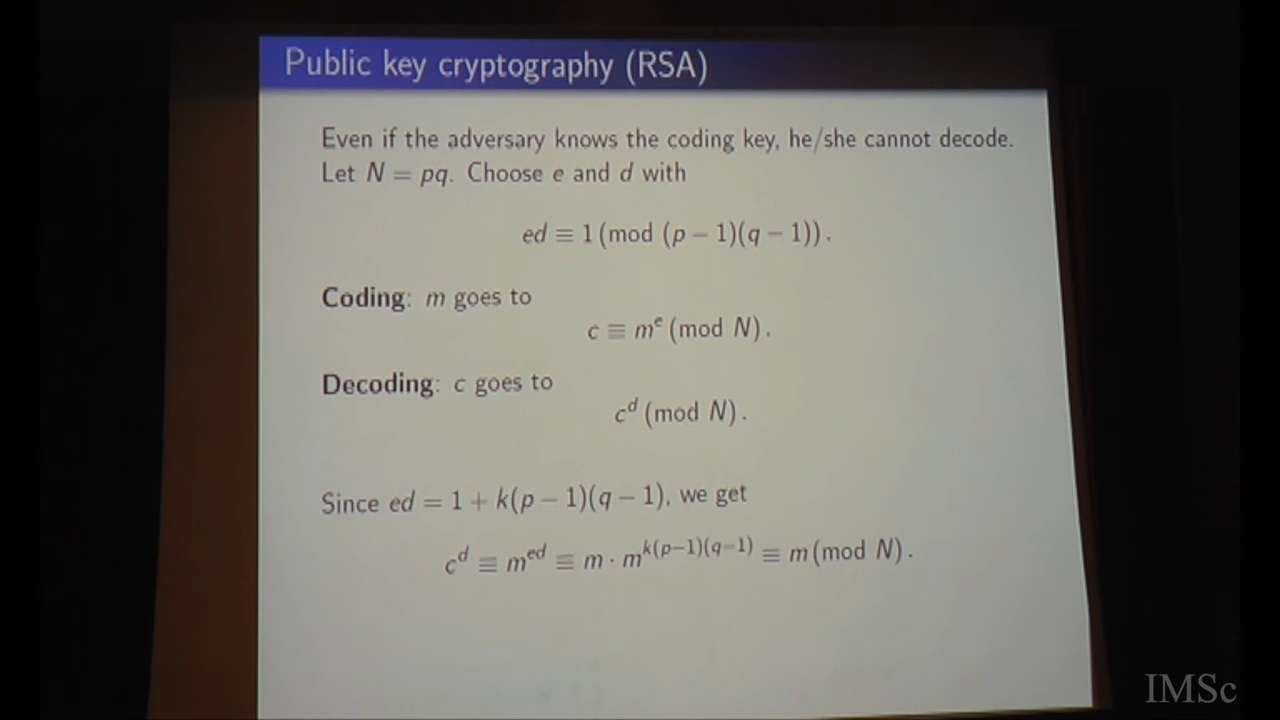 Public key cryptography (RSA)
Even if the adversary knows the coding key, he/she cannot decode.
Let N = pq. Choose e and d with
ed ≡ 1 (mod (p − 1)(q − 1)).
Coding: m goes to
c ≡ m^e (mod N).
Decoding: c goes to
c^d (mod N).
Since ed = 1 + k(p − 1)(q − 1), we get
c^d ≡ m^{ed} ≡ m · m^{k(p−1)(q−1)} ≡ m (mod N).
IMSc